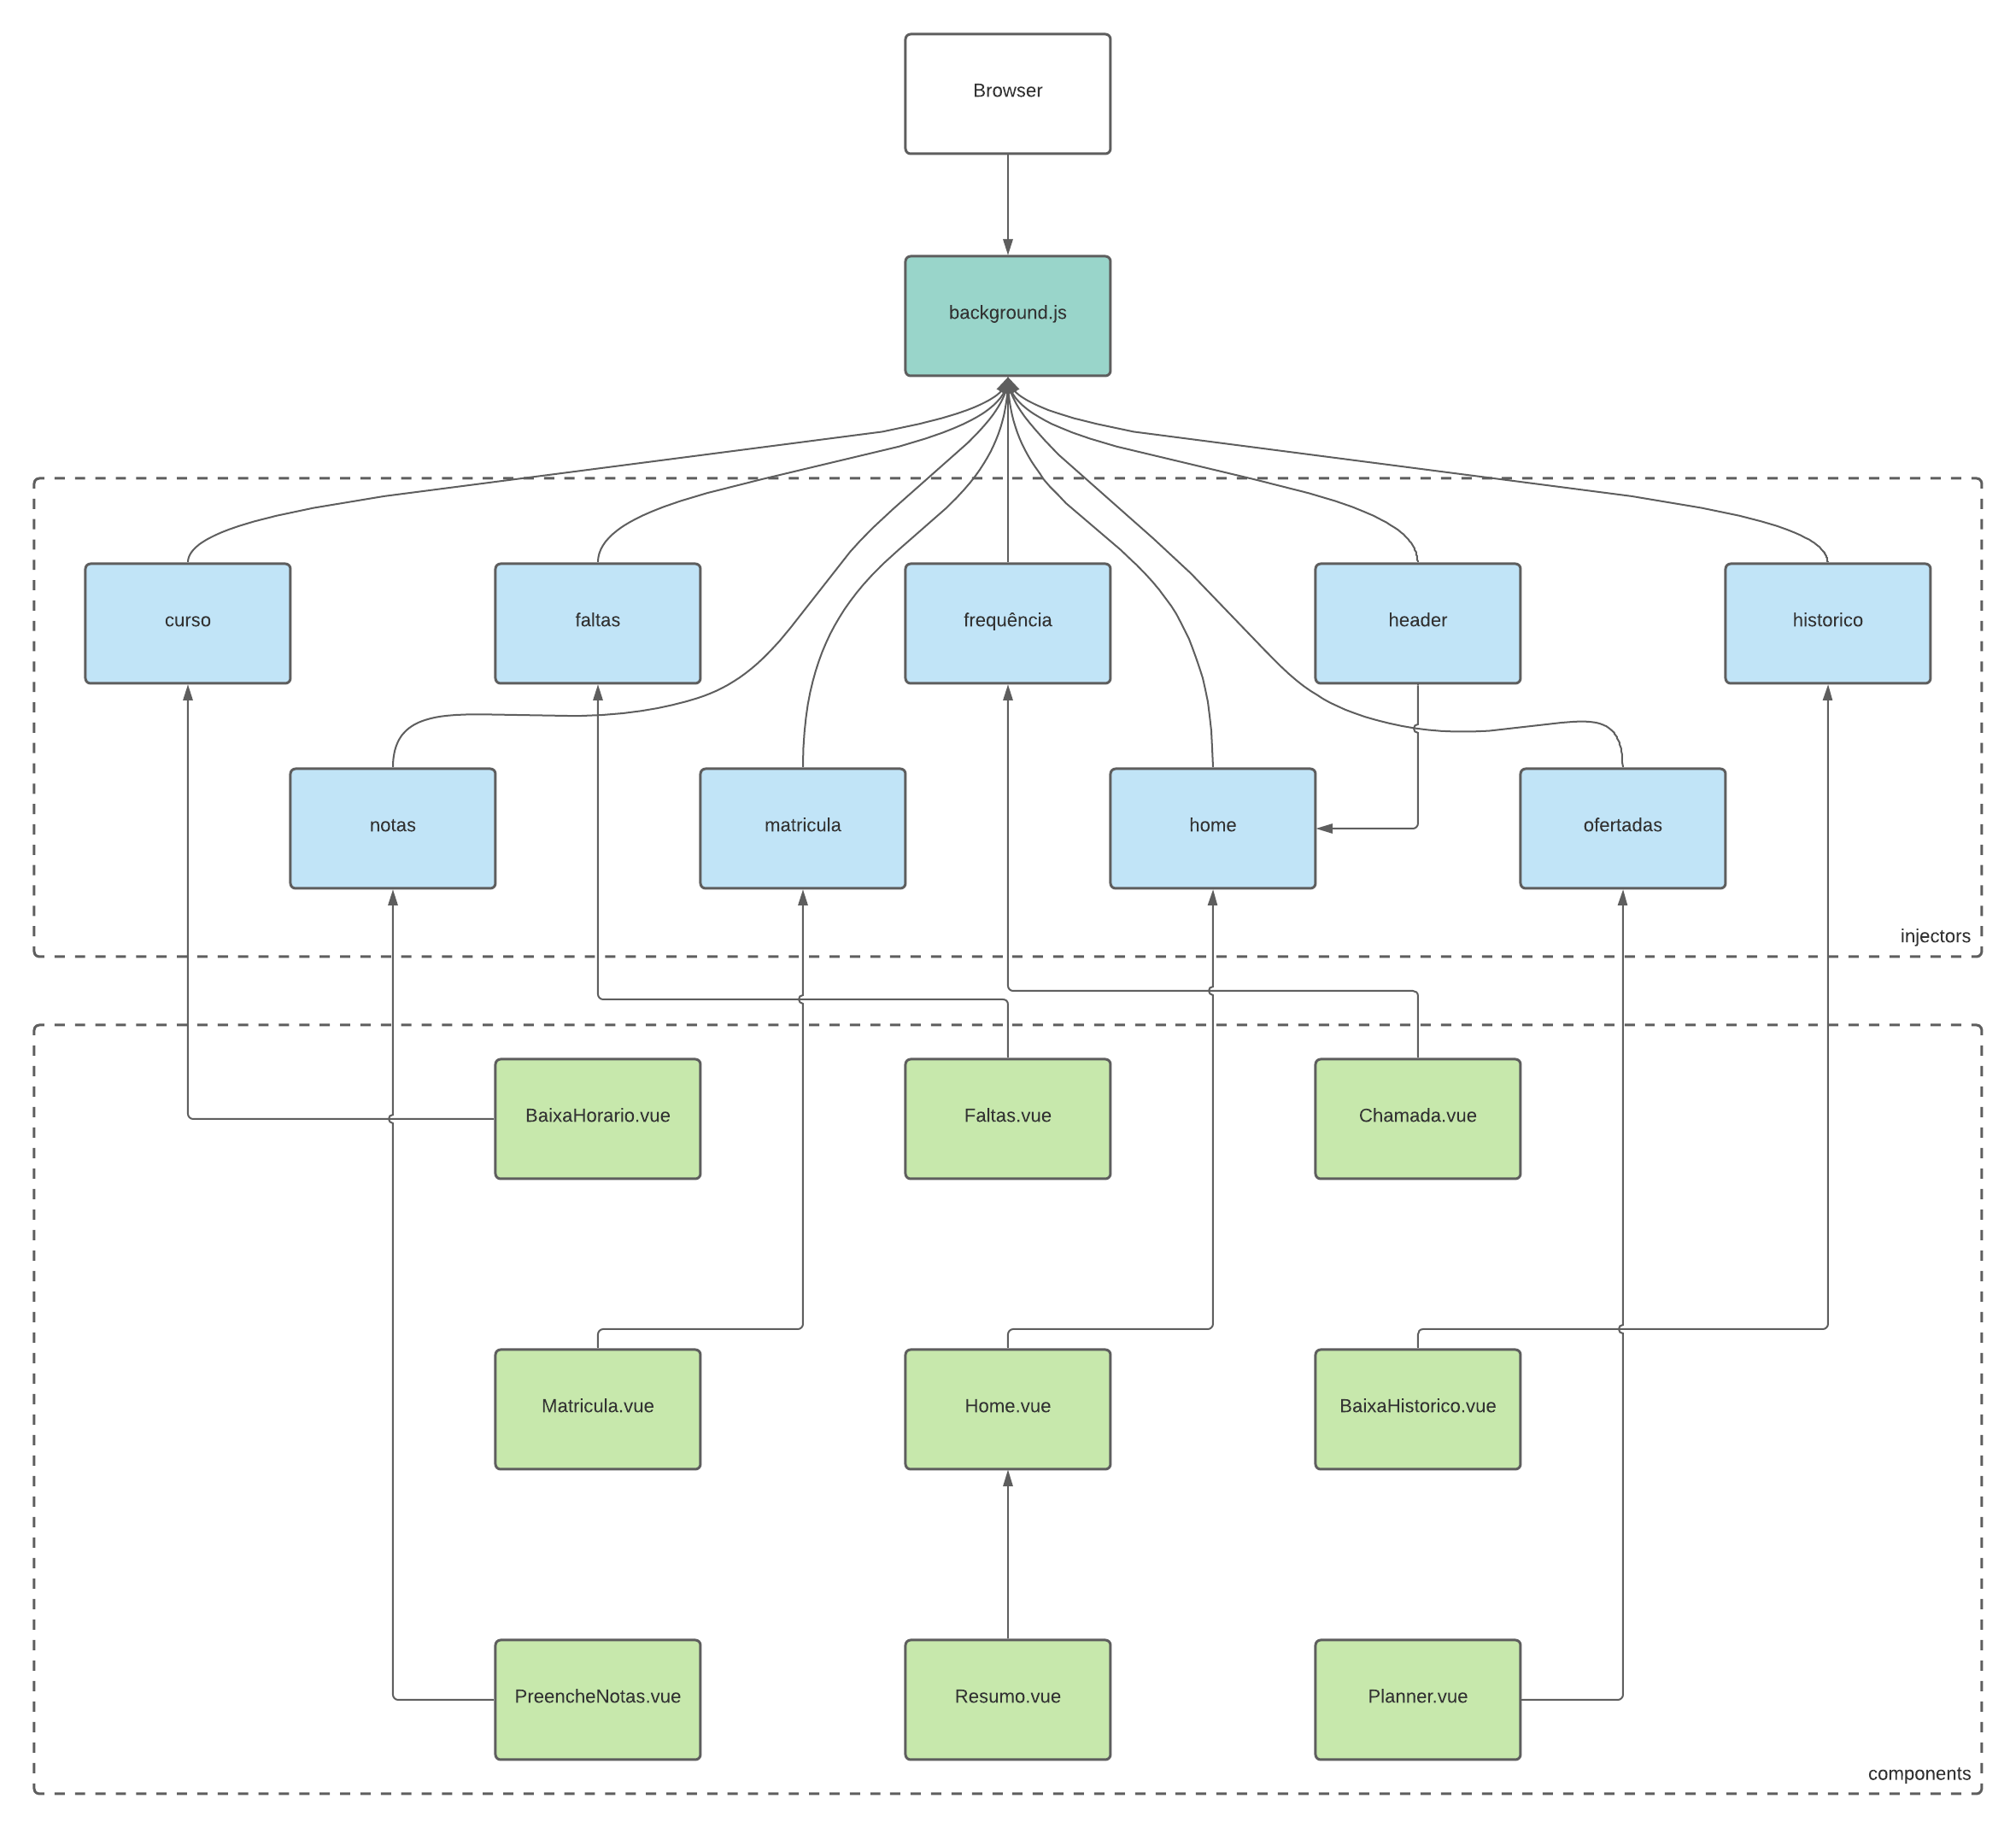 Browser
background.js
curso
faltas
frequência
header
historico
notas
matricula
home
ofertadas
injectors
BaixaHorario.vue
Faltas.vue
Chamada.vue
Matricula.vue
Home.vue
BaixaHistorico.vue
PreencheNotas.vue
Resumo.vue
Planner.vue
components